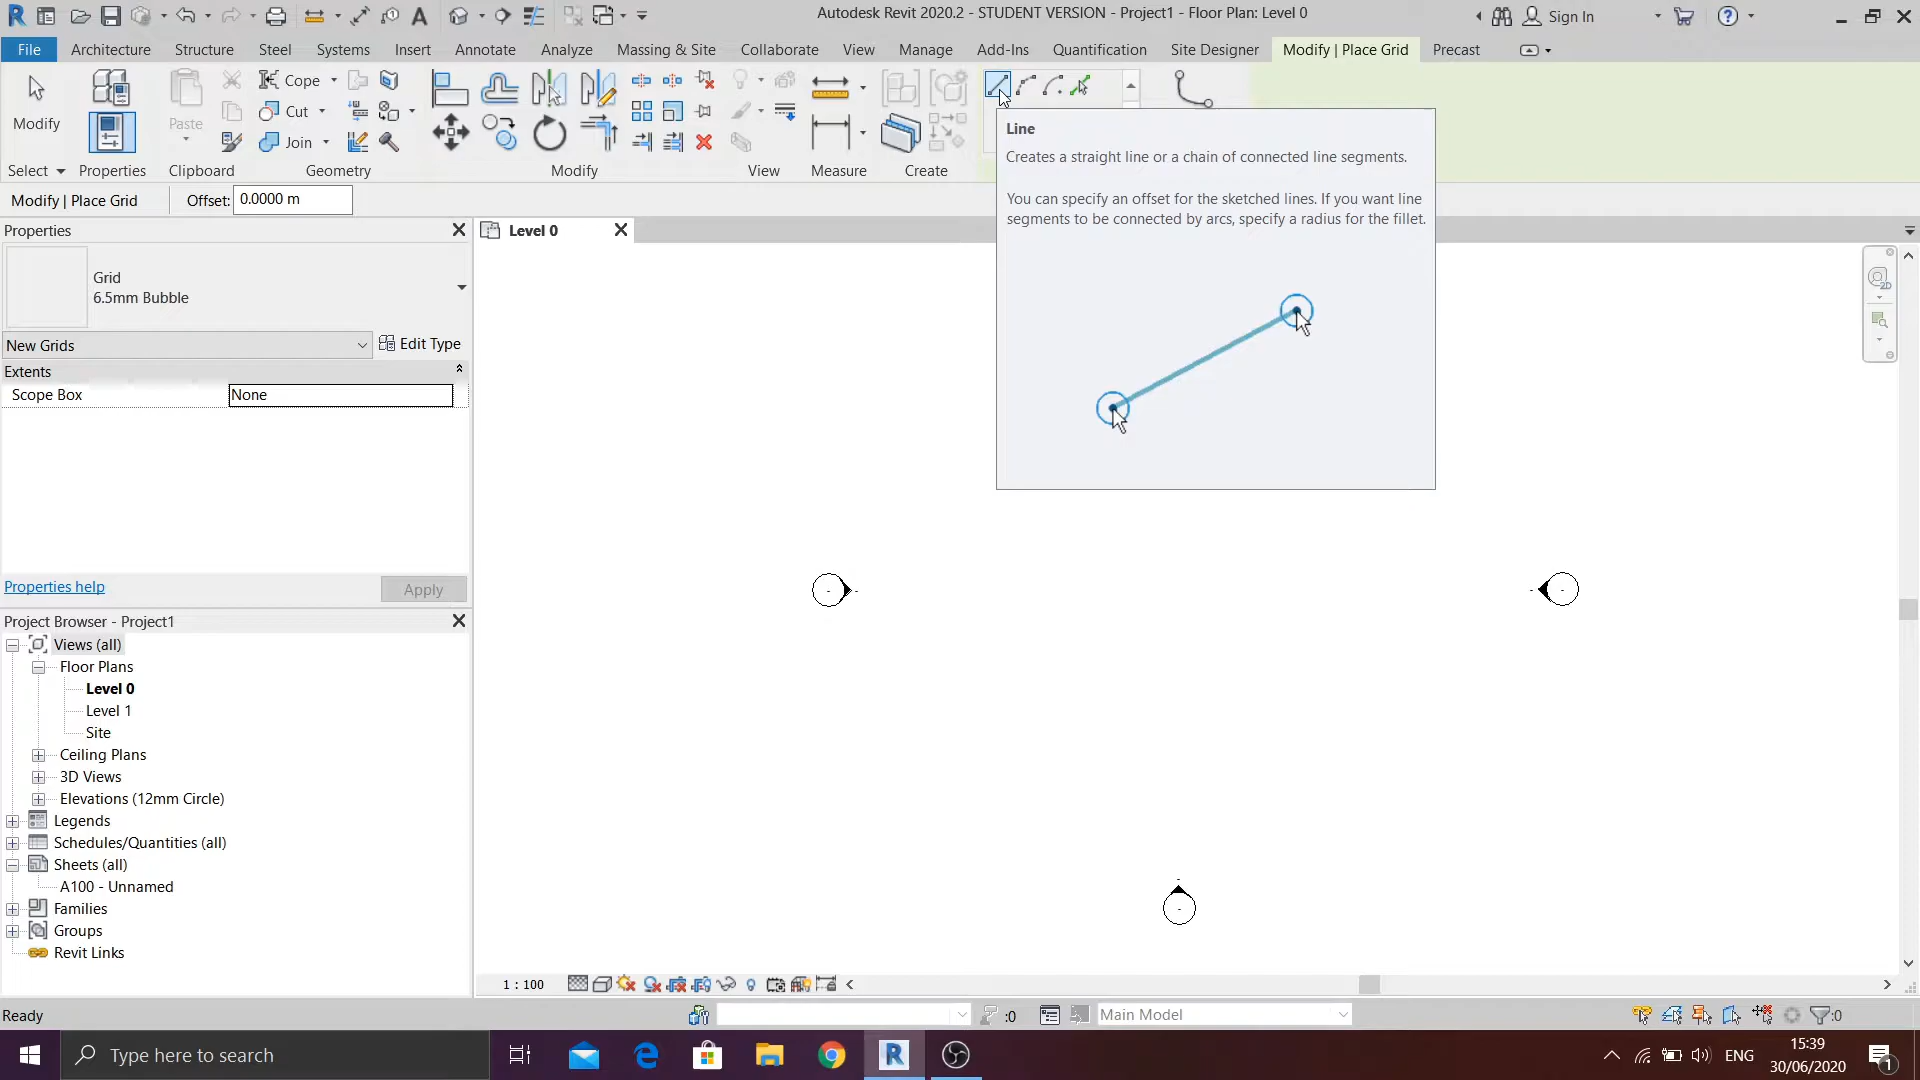 Autodesk Revit 2020.2 - STUDENT VERSION - Project1 - Floor Plan: Level 0
Sign In
File
Architecture
Structure
Steel
Systems
Insert
Annotate
Analyze
Massing & Site
Collaborate
View
Manage
Add-Ins
Quantification
Site Designer
Modify | Place Grid
Precast
Modify
Paste
Cope
Cut
Join
Select
Properties
Clipboard
Geometry
Modify
View
Measure
Create
Line
Creates a straight line or a chain of connected line segments.
You can specify an offset for the sketched lines. If you want line
segments to be connected by arcs, specify a radius for the fillet.
Modify | Place Grid
Offset: 0.0000 m
Properties
Level 0
Grid
6.5mm Bubble
New Grids
Edit Type
Extents
Scope Box
None
Properties help
Apply
Project Browser - Project1
Views (all)
Floor Plans
Level 0
Level 1
Site
Ceiling Plans
3D Views
Elevations (12mm Circle)
Legends
Schedules/Quantities (all)
Sheets (all)
A100 - Unnamed
Families
Groups
Revit Links
2D
1 : 100
Ready
:0
Main Model
:0
Type here to search
ENG
15:39
30/06/2020
1